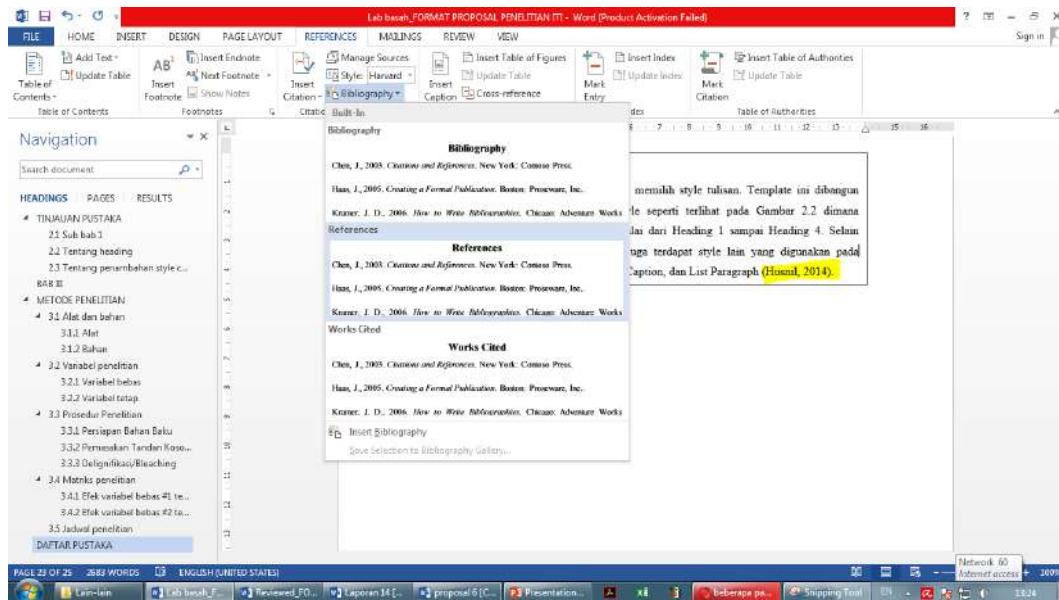 Lab basah_FORMAT PROPOSAL PENELITIAN ITI - Word (Product Activation Failed)
FILE HOME INSERT DESIGN PAGE LAYOUT REFERENCES MAILINGS REVIEW VIEW Sign in
Table of Contents
Add Text
Update Table
Table of Contents
AB¹ Insert Footnote
Insert Endnote
Next Footnote
Show Notes
Footnotes
Insert Citation
Manage Sources
Style: Harvard
Bibliography
Insert Caption
Insert Table of Figures
Update Table
Cross-reference
Mark Entry
Insert Index
Update Index
Mark Citation
Insert Table of Authorities
Update Table
Table of Authorities
Navigation
Search document
HEADINGS PAGES RESULTS
TINJAUAN PUSTAKA
2.1 Sub bab 1
2.2 Tentang heading
2.3 Tentang penambahan style c...
BAB III
METODE PENELITIAN
3.1 Alat dan bahan
3.1.1 Alat
3.1.2 Bahan
3.2 Variabel penelitian
3.2.1 Variabel bebas
3.2.2 Variabel tetap
3.3 Prosedur Penelitian
3.3.1 Persiapan Bahan Baku
3.3.2 Pemasakan Tandan Koso...
3.3.3 Delignifikasi/Bleaching
3.4 Matriks penelitian
3.4.1 Efek variabel bebas #1 te...
3.4.2 Efek variabel bebas #2 te...
3.5 Jadwal penelitian
DAFTAR PUSTAKA
Built-In
Bibliography
Bibliography
Chen, J., 2003. Citations and References. New York: Contoso Press.
Haas, J., 2005. Creating a Formal Publication. Boston: Proseware, Inc..
Kramer, J. D., 2006. How to Write Bibliographies. Chicago: Adventure Works
References
References
Chen, J., 2003. Citations and References. New York: Contoso Press.
Haas, J., 2005. Creating a Formal Publication. Boston: Proseware, Inc..
Kramer, J. D., 2006. How to Write Bibliographies. Chicago: Adventure Works
Works Cited
Works Cited
Chen, J., 2003. Citations and References. New York: Contoso Press.
Haas, J., 2005. Creating a Formal Publication. Boston: Proseware, Inc..
Kramer, J. D., 2006. How to Write Bibliographies. Chicago: Adventure Works
Insert Bibliography
Save Selection to Bibliography Gallery...
memilih style tulisan. Template ini dibangun
seperti terlihat pada Gambar 2.2 dimana
dari Heading 1 sampai Heading 4. Selain
terdapat style lain yang digunakan pada
Caption, dan List Paragraph (Husnil, 2014).
PAGE 23 OF 25 2683 WORDS ENGLISH (UNITED STATES) 100%
Network 60
Internet access
Lain-lain
Lab basah_F...
Reviewed_FO...
Laporan 14 [...
proposal 6 [C...
Presentation...
beberapa pa...
Snipping Tool
EN
13:24